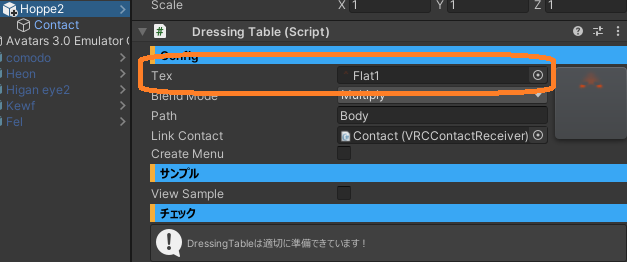 Hoppe2
Scale X 1 Y 1 Z 1
Contact
# Dressing Table (Script)
Avatars 3.0 Emulator C
Config
comodo
Tex Flat1
Heon
Higan eye2
Blend Mode Multiply
Kewf
Path Body
Fel
Link Contact Contact (VRCContactReceiver)
Create Menu
サンプル
View Sample
チェック
DressingTableは適切に準備できています！